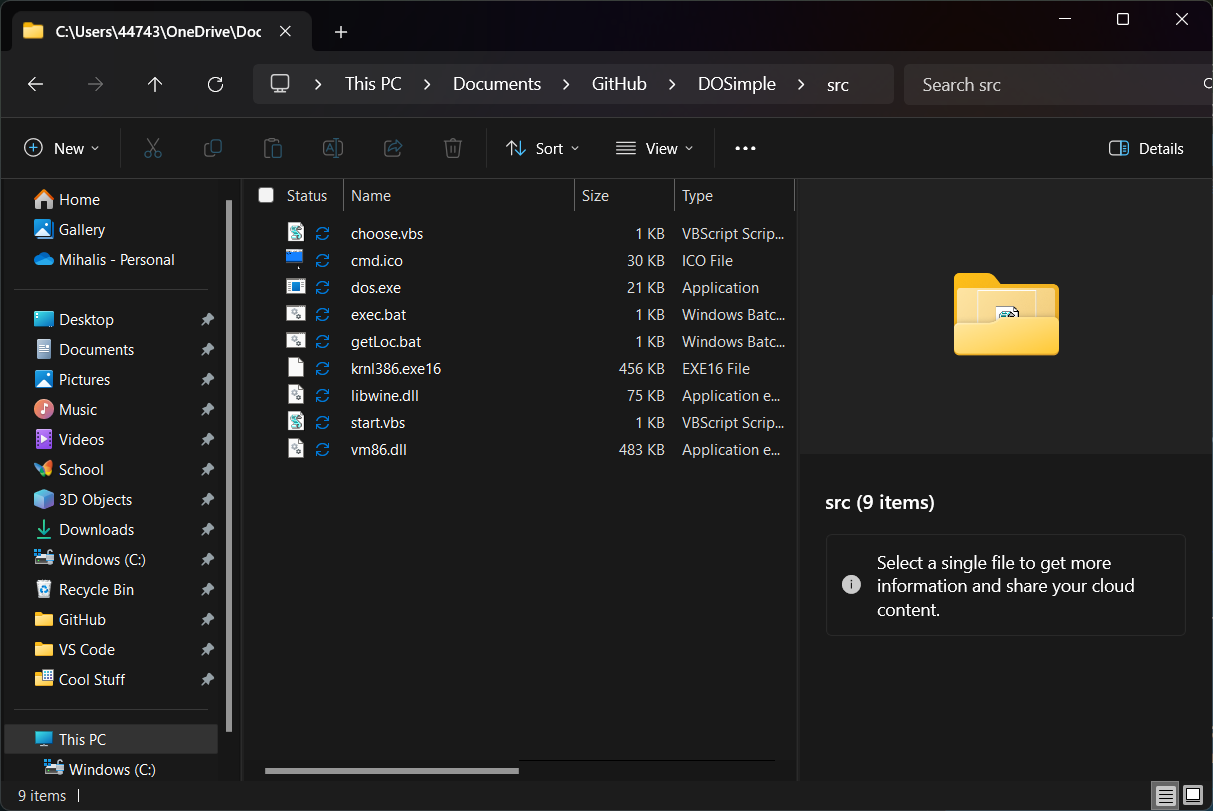 C:\Users\44743\OneDrive\Doc
This PC > Documents > GitHub > DOSimple > src
Search src
New
Sort
View
Details
Home
Gallery
Mihalis - Personal
Desktop
Documents
Pictures
Music
Videos
School
3D Objects
Downloads
Windows (C:)
Recycle Bin
GitHub
VS Code
Cool Stuff
This PC
Windows (C:)
Status Name Size Type
choose.vbs 1 KB VBScript Scrip...
cmd.ico 30 KB ICO File
dos.exe 21 KB Application
exec.bat 1 KB Windows Batc...
getLoc.bat 1 KB Windows Batc...
krnl386.exe16 456 KB EXE16 File
libwine.dll 75 KB Application e...
start.vbs 1 KB VBScript Scrip...
vm86.dll 483 KB Application e...
src (9 items)
Select a single file to get more
information and share your cloud
content.
9 items